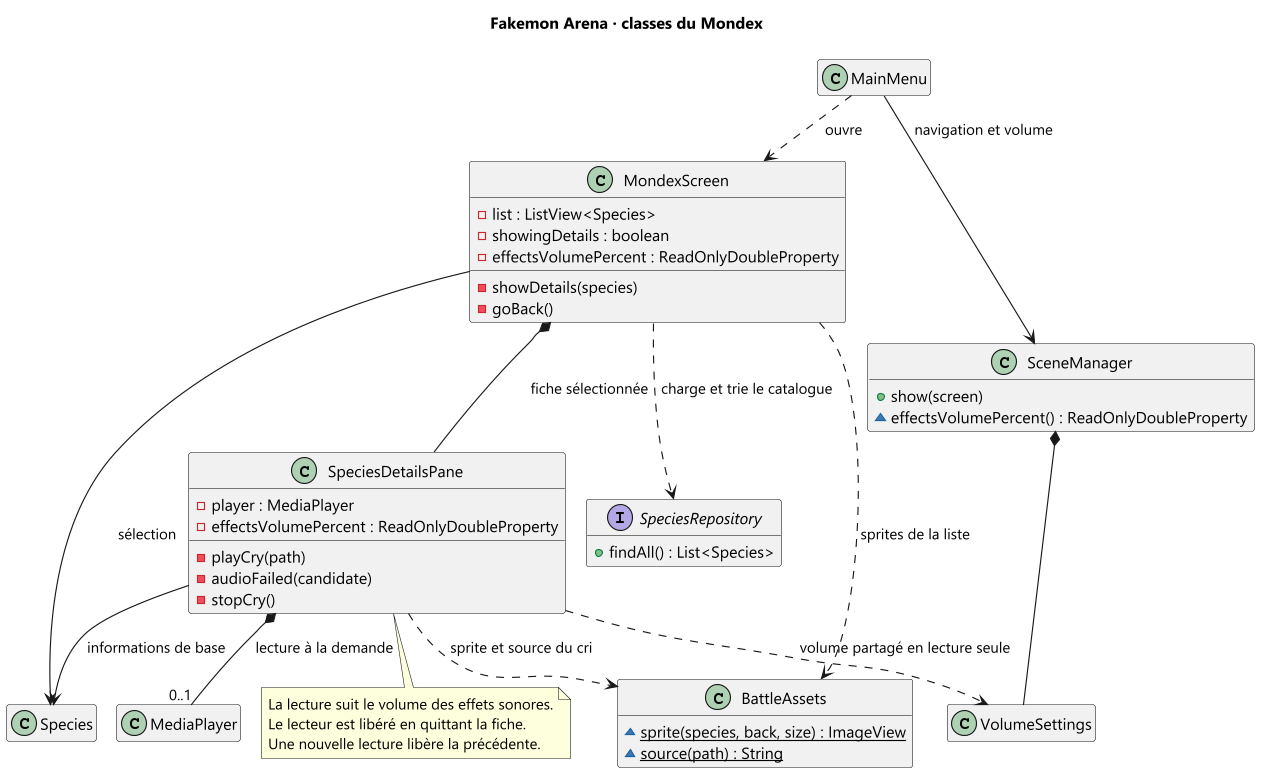 Fakemon Arena · classes du Mondex
C MainMenu
ouvre
navigation et volume
C MondexScreen
list : ListView<Species>
showingDetails : boolean
effectsVolumePercent : ReadOnlyDoubleProperty
showDetails(species)
goBack()
C SceneManager
show(screen)
effectsVolumePercent() : ReadOnlyDoubleProperty
fiche sélectionnée
charge et trie le catalogue
C SpeciesDetailsPane
player : MediaPlayer
effectsVolumePercent : ReadOnlyDoubleProperty
playCry(path)
audioFailed(candidate)
stopCry()
I SpeciesRepository
findAll() : List<Species>
sélection
sprites de la liste
informations de base
lecture à la demande
sprite et source du cri
volume partagé en lecture seule
0..1
C Species
C MediaPlayer
La lecture suit le volume des effets sonores.
Le lecteur est libéré en quittant la fiche.
Une nouvelle lecture libère la précédente.
C BattleAssets
sprite(species, back, size) : ImageView
source(path) : String
C VolumeSettings